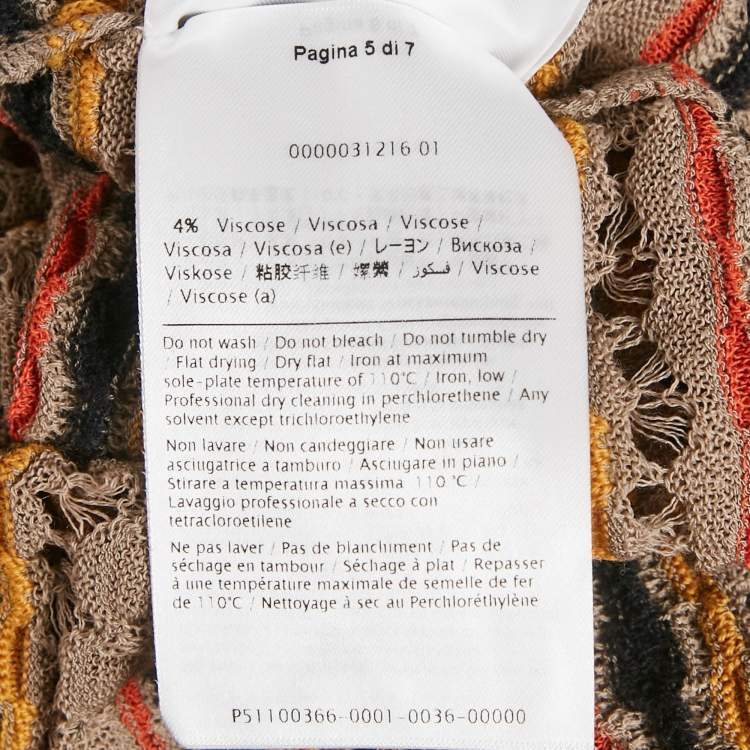 Pagina 5 di 7
0000031216 01
4% Viscose / Viscosa / Viscose /
Viscosa / Viscosa (e) / レーヨン / Вискоза /
Viskose / 粘胶纤维 / 嫘縈 / فسكوز / Viscose
/ Viscose (a)
Do not wash / Do not bleach / Do not tumble dry
/ Flat drying / Dry flat / Iron at maximum
sole-plate temperature of 110°C / Iron, low /
Professional dry cleaning in perchlorethene / Any
solvent except trichloroethylene
Non lavare / Non candeggiare / Non usare
asciugatrice a tamburo / Asciugare in piano /
Stirare a temperatura massima 110 °C /
Lavaggio professionale a secco con
tetracloroetilene
Ne pas laver / Pas de blanchiment / Pas de
séchage en tambour / Séchage à plat / Repasser
à une température maximale de semelle de fer
de 110°C / Nettoyage à sec au Perchloréthylène
P51100366-0001-0036-00000